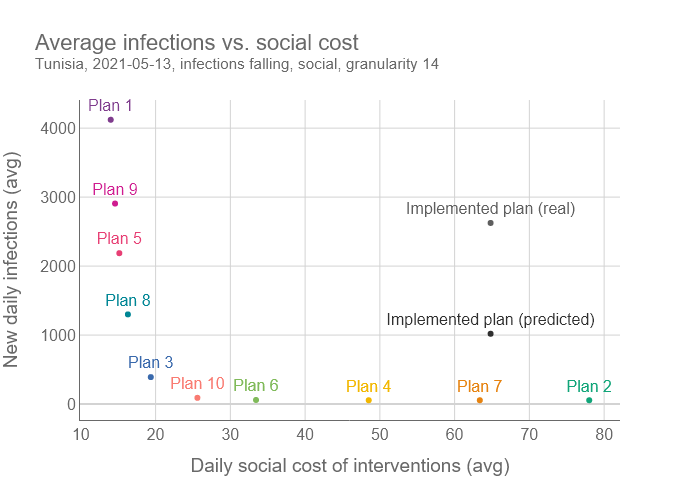 Average infections vs. social cost
Tunisia, 2021-05-13, infections falling, social, granularity 14
New daily infections (avg)
4000
3000
2000
1000
0
Plan 1
Plan 9
Implemented plan (real)
Plan 5
Plan 8
Implemented plan (predicted)
Plan 3
Plan 10
Plan 6
Plan 4
Plan 7
Plan 2
10 20 30 40 50 60 70 80
Daily social cost of interventions (avg)